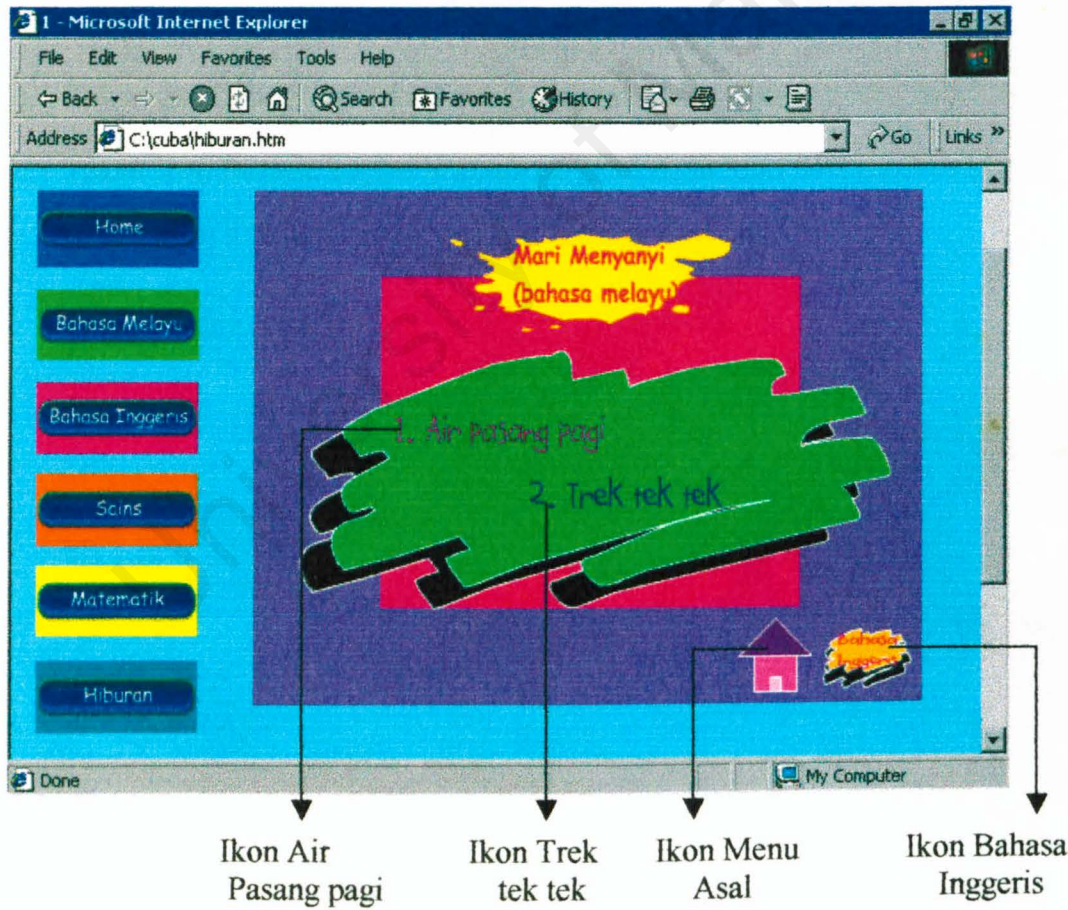 1 - Microsoft Internet Explorer
File Edit View Favorites Tools Help
Back Search Favorites History
Address C:\cuba\hiburan.htm Go Links »
Home
Bahasa Melayu
Bahasa Inggeris
Sains
Matematik
Hiburan
Mari Menyanyi
(bahasa melayu)
1. Air pasang pagi
2. Trek tek tek
Bahasa
Inggeris
Done My Computer
Ikon Air
Pasang pagi
Ikon Trek
tek tek
Ikon Menu
Asal
Ikon Bahasa
Inggeris